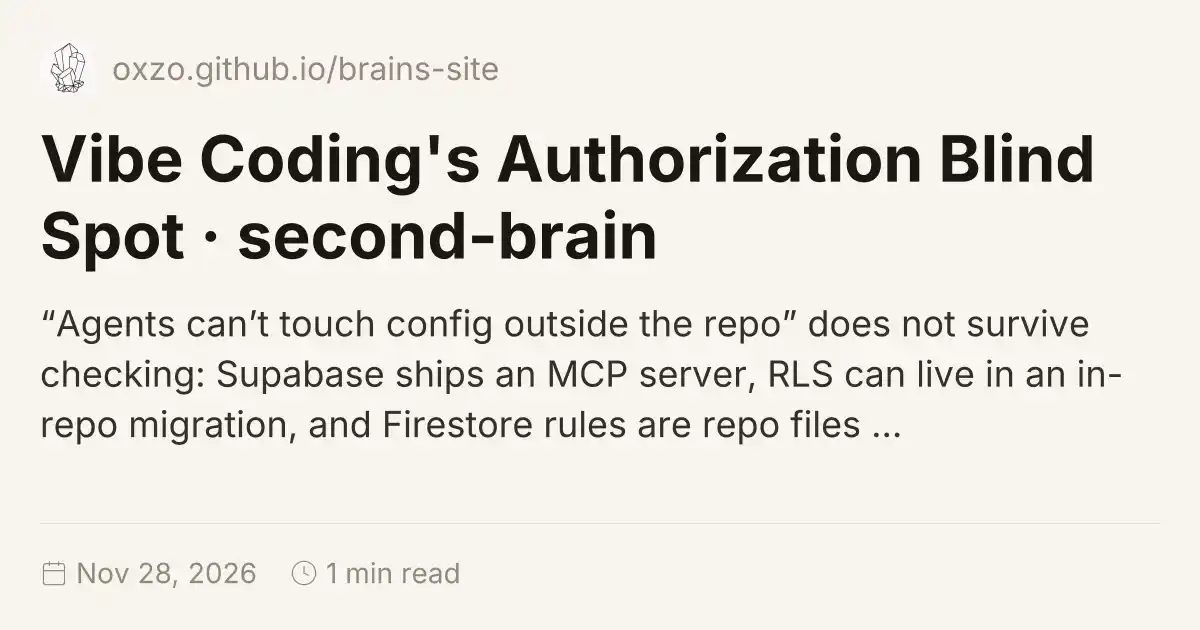 oxzo.github.io/brains-site
Vibe Coding's Authorization Blind
Spot · second-brain
“Agents can’t touch config outside the repo” does not survive
checking: Supabase ships an MCP server, RLS can live in an in-
repo migration, and Firestore rules are repo files ...
Nov 28, 2026
1 min read